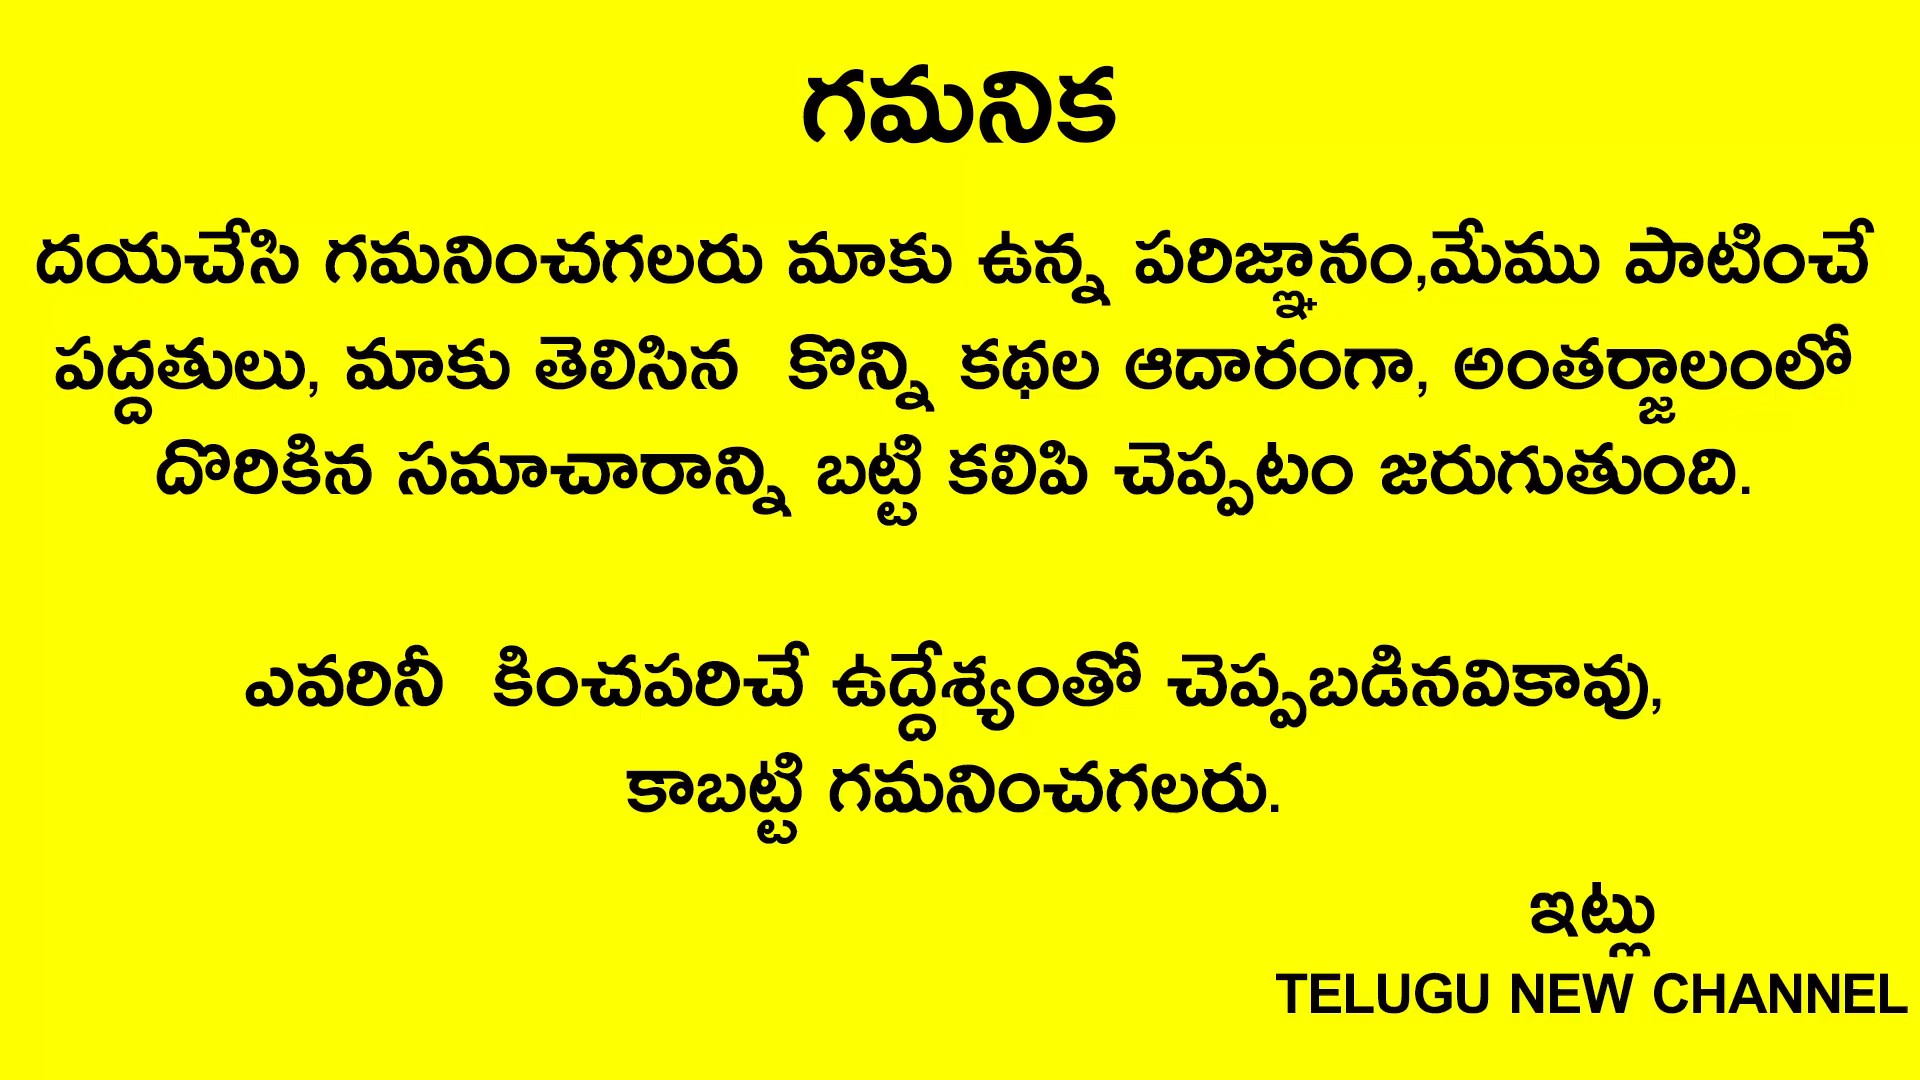 గమనిక
దయచేసి గమనించగలరు మాకు ఉన్న పరిజ్ఞానం,మేము పాటించే
పద్దతులు, మాకు తెలిసిన కొన్ని కథల ఆదారంగా, అంతర్జాలంలో
దొరికిన సమాచారాన్ని బట్టి కలిపి చెప్పటం జరుగుతుంది.
ఎవరినీ కించపరిచే ఉద్దేశ్యంతో చెప్పబడినవికావు,
కాబట్టి గమనించగలరు.
ఇట్లు
TELUGU NEW CHANNEL